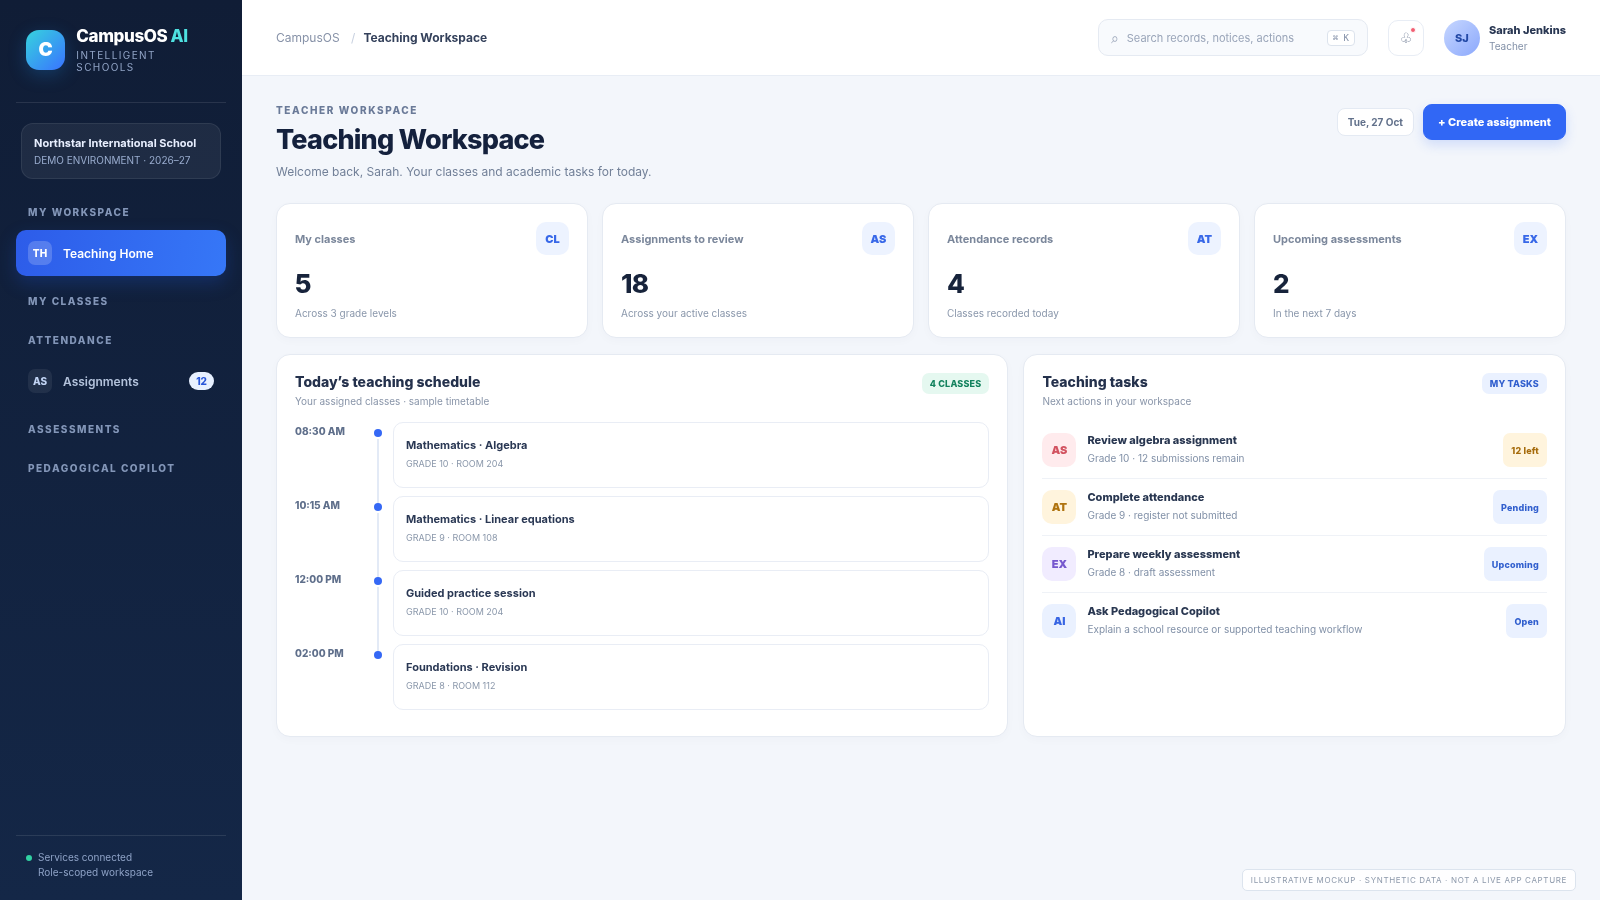 C
CampusOS AI
INTELLIGENT
SCHOOLS
Northstar International School
DEMO ENVIRONMENT · 2026–27
MY WORKSPACE
TH Teaching Home
MY CLASSES
ATTENDANCE
AS Assignments 12
ASSESSMENTS
PEDAGOGICAL COPILOT
Services connected
Role-scoped workspace
CampusOS / Teaching Workspace
Search records, notices, actions ⌘ K
SJ
Sarah Jenkins
Teacher
TEACHER WORKSPACE
Teaching Workspace
Welcome back, Sarah. Your classes and academic tasks for today.
Tue, 27 Oct
+ Create assignment
My classes CL
5
Across 3 grade levels
Assignments to review AS
18
Across your active classes
Attendance records AT
4
Classes recorded today
Upcoming assessments EX
2
In the next 7 days
Today’s teaching schedule
Your assigned classes · sample timetable
4 CLASSES
08:30 AM
Mathematics · Algebra
GRADE 10 · ROOM 204
10:15 AM
Mathematics · Linear equations
GRADE 9 · ROOM 108
12:00 PM
Guided practice session
GRADE 10 · ROOM 204
02:00 PM
Foundations · Revision
GRADE 8 · ROOM 112
Teaching tasks
Next actions in your workspace
MY TASKS
AS
Review algebra assignment
Grade 10 · 12 submissions remain
12 left
AT
Complete attendance
Grade 9 · register not submitted
Pending
EX
Prepare weekly assessment
Grade 8 · draft assessment
Upcoming
AI
Ask Pedagogical Copilot
Explain a school resource or supported teaching workflow
Open
ILLUSTRATIVE MOCKUP · SYNTHETIC DATA · NOT A LIVE APP CAPTURE